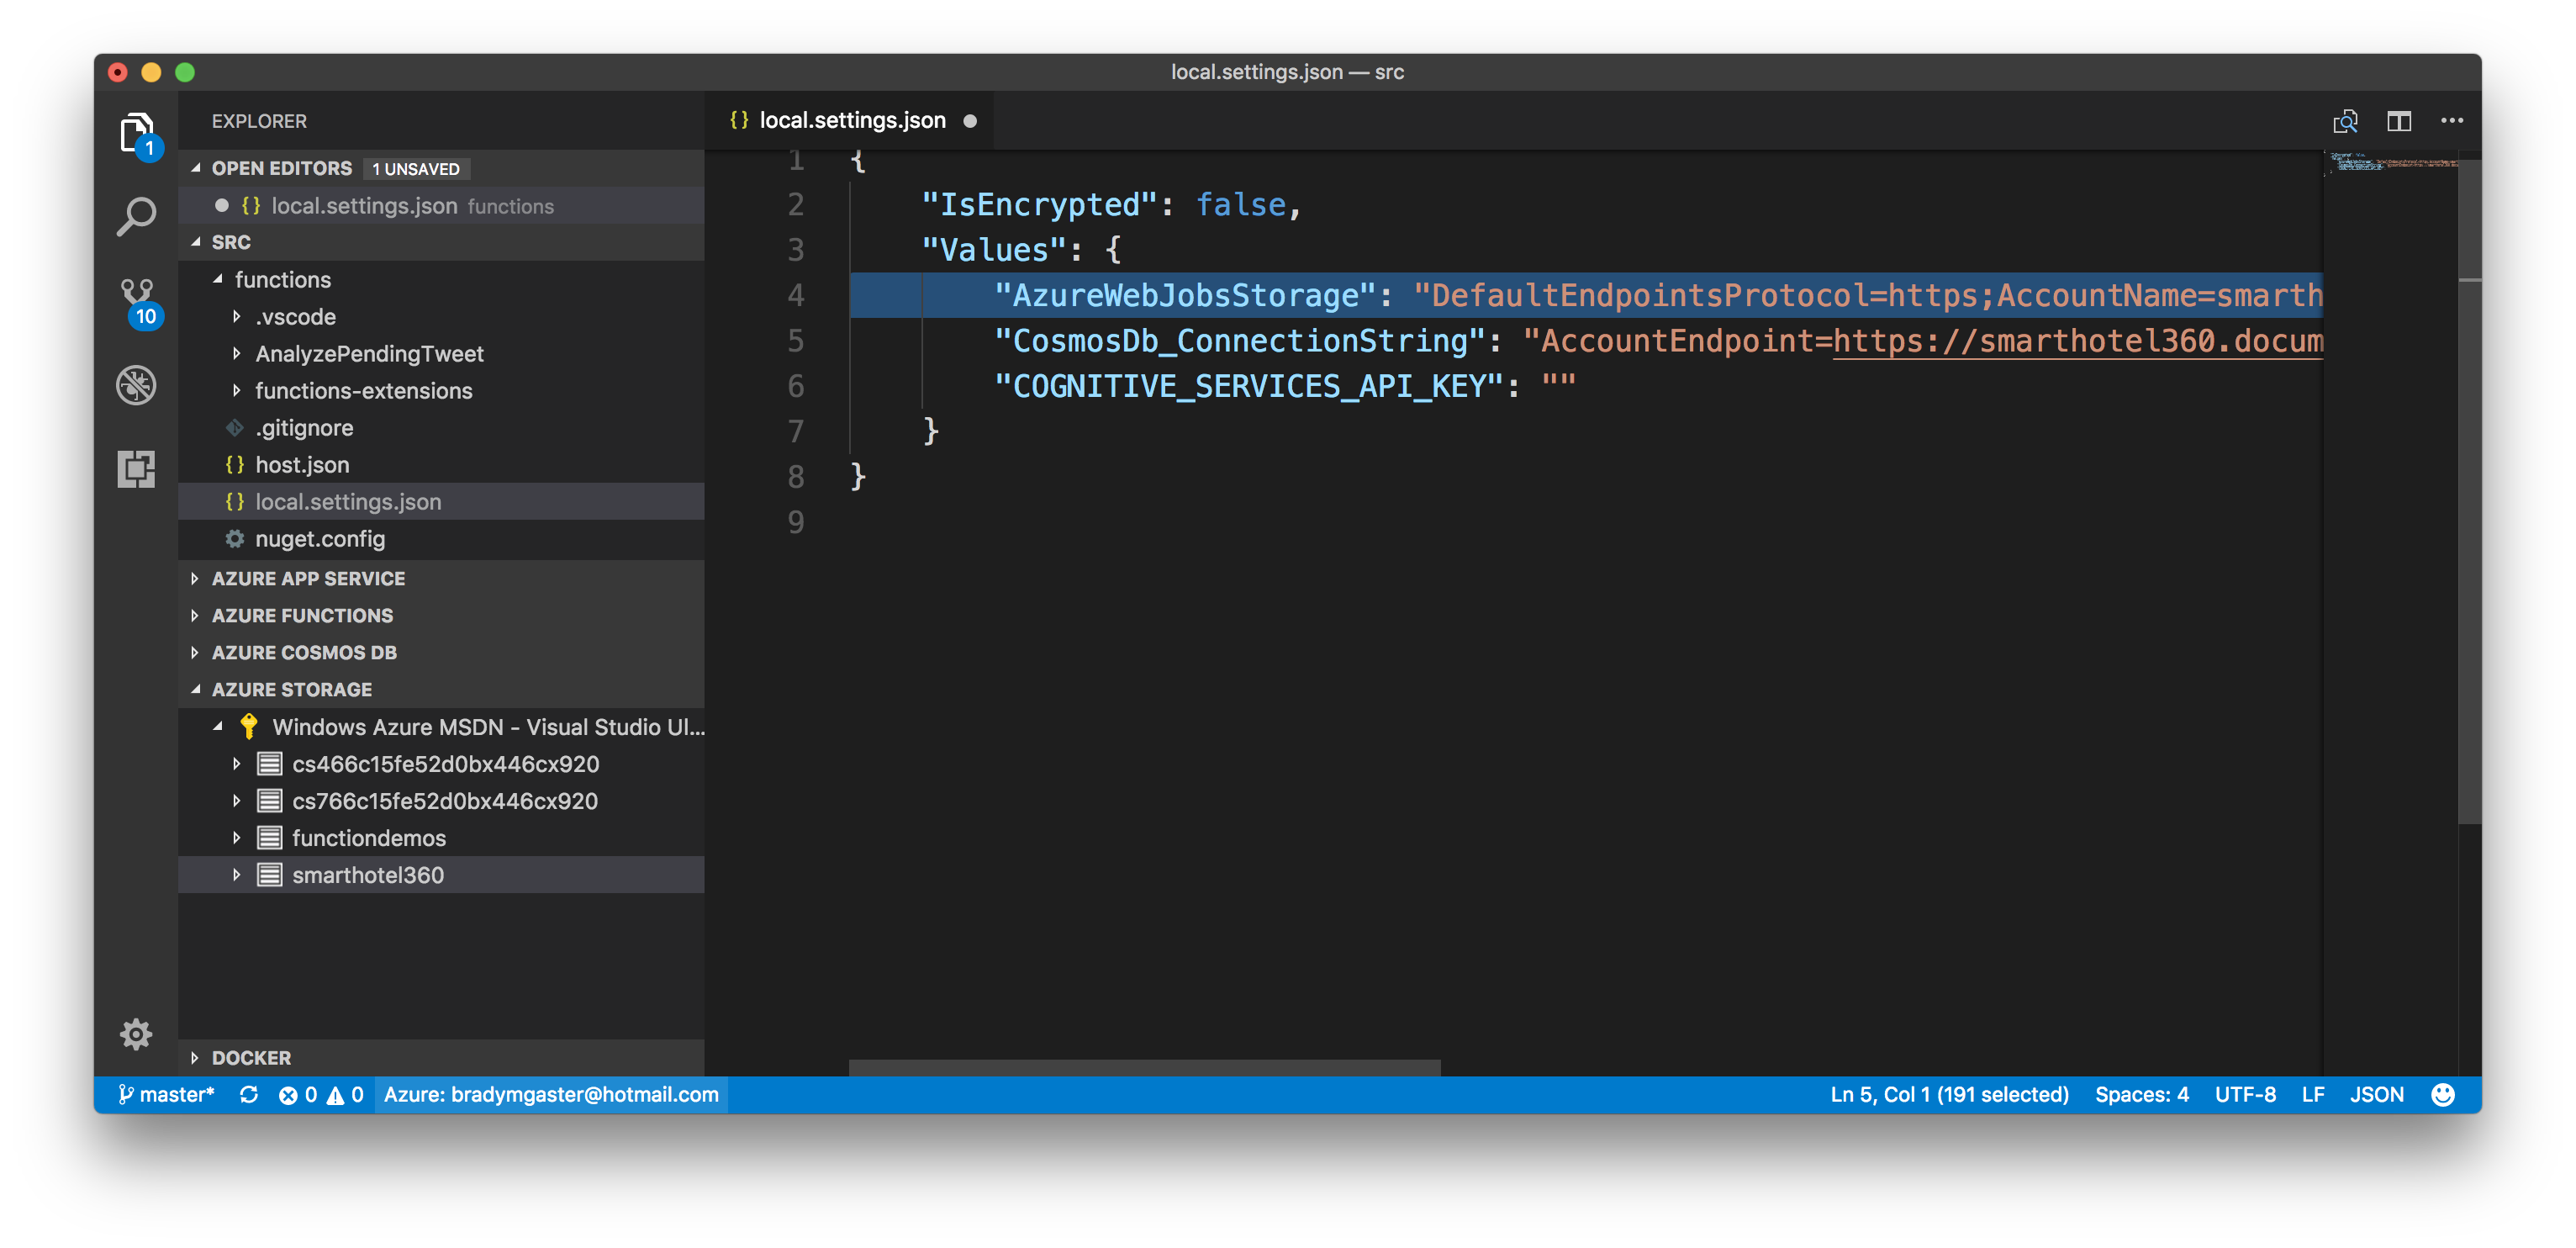 local.settings.json — src
EXPLORER
OPEN EDITORS 1 UNSAVED
{} local.settings.json functions
SRC
functions
.vscode
AnalyzePendingTweet
functions-extensions
.gitignore
{} host.json
{} local.settings.json
nuget.config
AZURE APP SERVICE
AZURE FUNCTIONS
AZURE COSMOS DB
AZURE STORAGE
Windows Azure MSDN - Visual Studio Ul...
cs466c15fe52d0bx446cx920
cs766c15fe52d0bx446cx920
functiondemos
smarthotel360
DOCKER
1
10
{} local.settings.json
1 {
2 "IsEncrypted": false,
3 "Values": {
4 "AzureWebJobsStorage": "DefaultEndpointsProtocol=https;AccountName=smarth
5 "CosmosDb_ConnectionString": "AccountEndpoint=https://smarthotel360.docum
6 "COGNITIVE_SERVICES_API_KEY": ""
7 }
8 }
9
master* 0 0 Azure: bradymgaster@hotmail.com Ln 5, Col 1 (191 selected) Spaces: 4 UTF-8 LF JSON